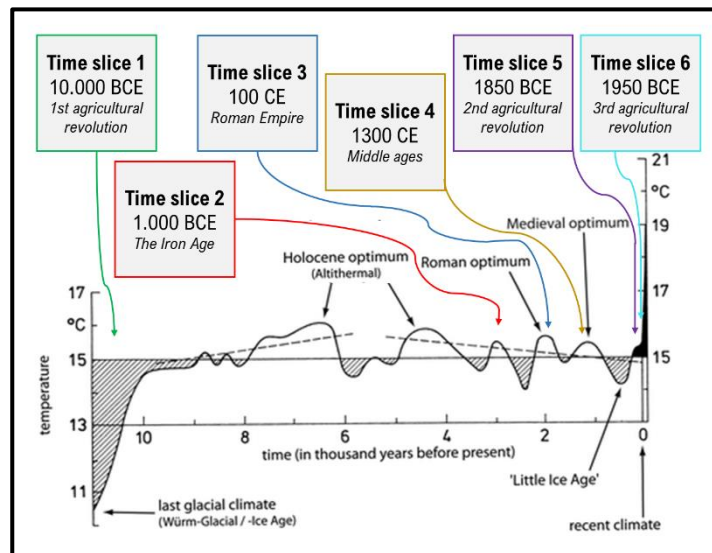 Time slice 1
10.000 BCE
1st agricultural
revolution
Time slice 2
1.000 BCE
The Iron Age
Time slice 3
100 CE
Roman Empire
Time slice 4
1300 CE
Middle ages
Time slice 5
1850 BCE
2nd agricultural
revolution
Time slice 6
1950 BCE
3rd agricultural
revolution
21
°C
19
17
15
Medieval optimum
Roman optimum
Holocene optimum
(Altithermal)
17
°C
15
13
11
temperature
10
8
6
4
2
0
time (in thousand years before present)
'Little Ice Age'
last glacial climate
(Würm-Glacial / -Ice Age)
recent climate